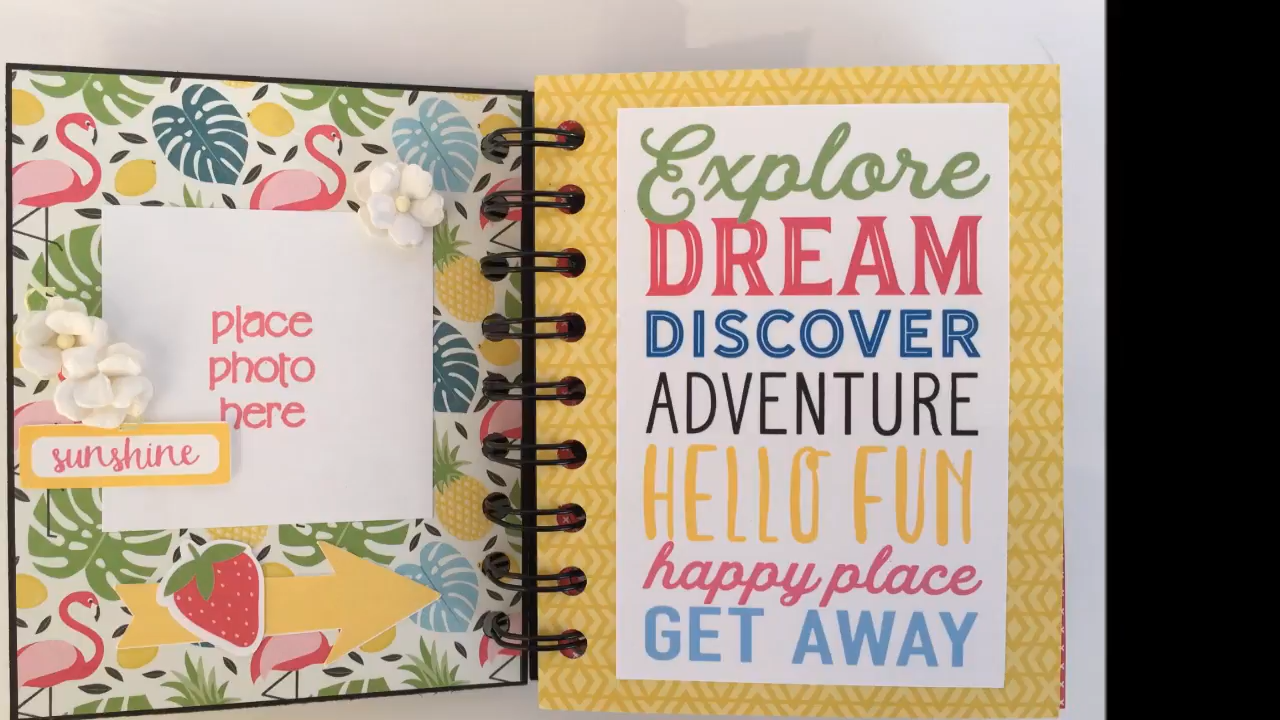 place
photo
here
sunshine
Explore
DREAM
DISCOVER
ADVENTURE
HELLO FUN
happy place
GET AWAY